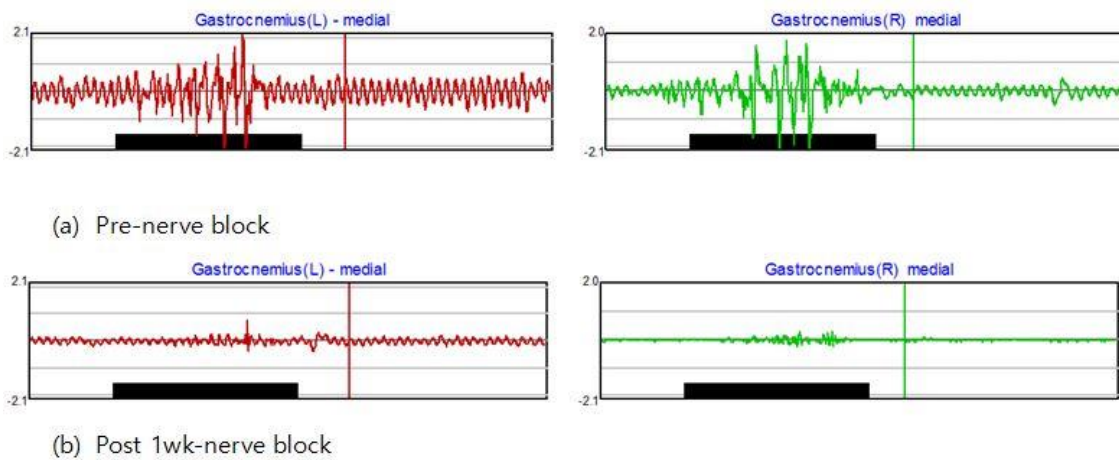 Gastrocnemius(L) - medial
Gastrocnemius(R) medial
2.1
2.0
-2.1
-2.1
(a) Pre-nerve block
Gastrocnemius(L) - medial
Gastrocnemius(R) medial
2.1
2.0
-2.1
-2.1
(b) Post 1wk-nerve block